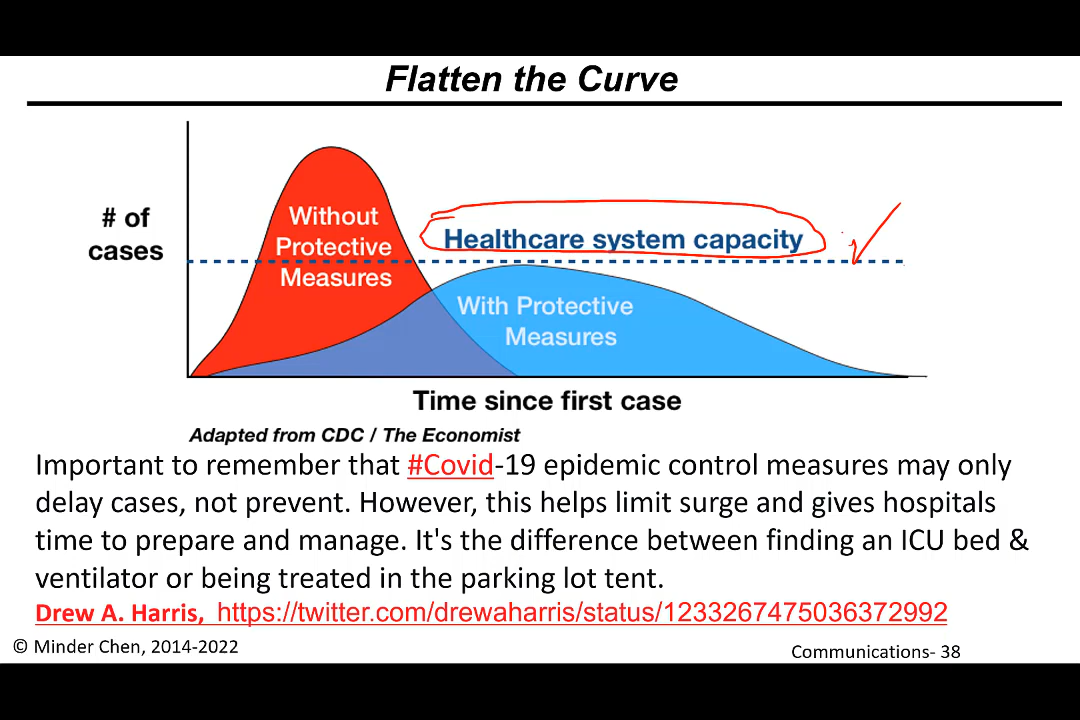 Flatten the Curve
# of
cases
Without
Protective
Measures
Healthcare system capacity
With Protective
Measures
Time since first case
Adapted from CDC / The Economist
Important to remember that #Covid-19 epidemic control measures may only
delay cases, not prevent. However, this helps limit surge and gives hospitals
time to prepare and manage. It's the difference between finding an ICU bed &
ventilator or being treated in the parking lot tent.
Drew A. Harris, https://twitter.com/drewaharris/status/1233267475036372992
© Minder Chen, 2014-2022
Communications- 38